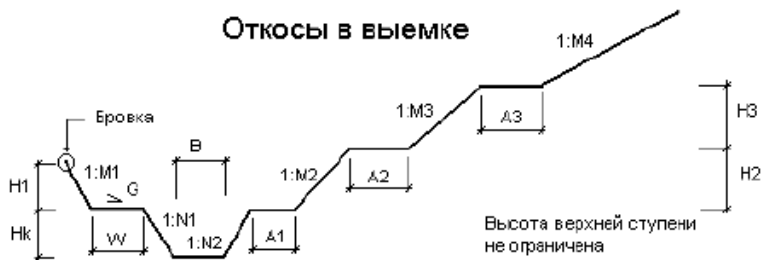 Откосы в выемке
1:M4
Бровка
B
1:M3
A3
H3
H1
1:M1
G
1:M2
A2
H2
Hk
W
1:N1
1:N2
A1
Высота верхней ступени
не ограничена